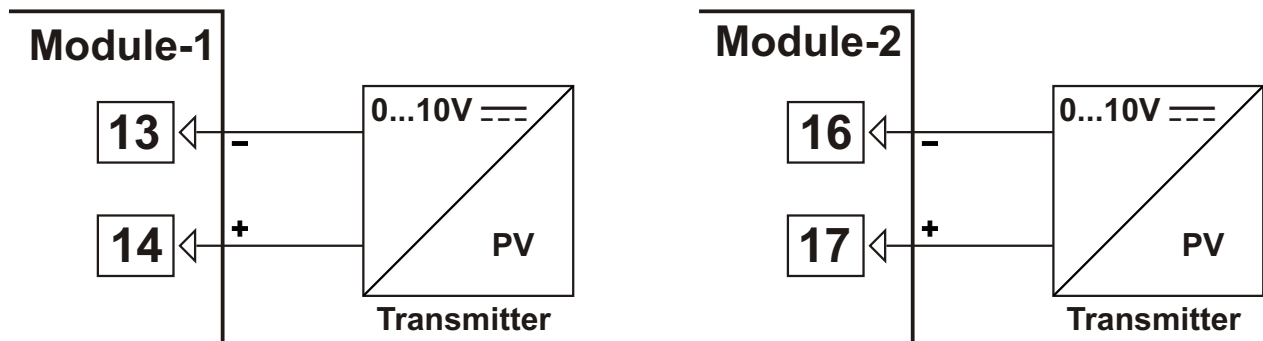 Module-1
13
14
-
+
0...10V
PV
Transmitter
Module-2
16
17
-
+
0...10V
PV
Transmitter